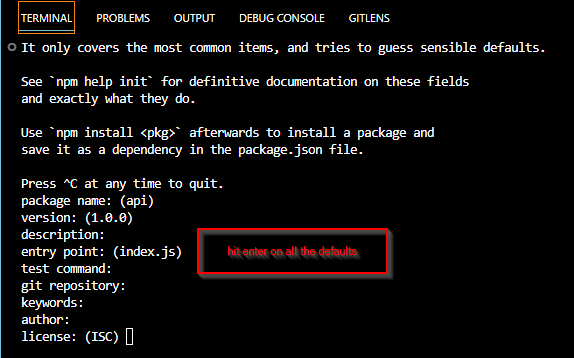 TERMINAL PROBLEMS OUTPUT DEBUG CONSOLE GITLENS
It only covers the most common items, and tries to guess sensible defaults.
See `npm help init` for definitive documentation on these fields
and exactly what they do.
Use `npm install <pkg>` afterwards to install a package and
save it as a dependency in the package.json file.
Press ^C at any time to quit.
package name: (api)
version: (1.0.0)
description:
entry point: (index.js)
hit enter on all the defaults
test command:
git repository:
keywords:
author:
license: (ISC)